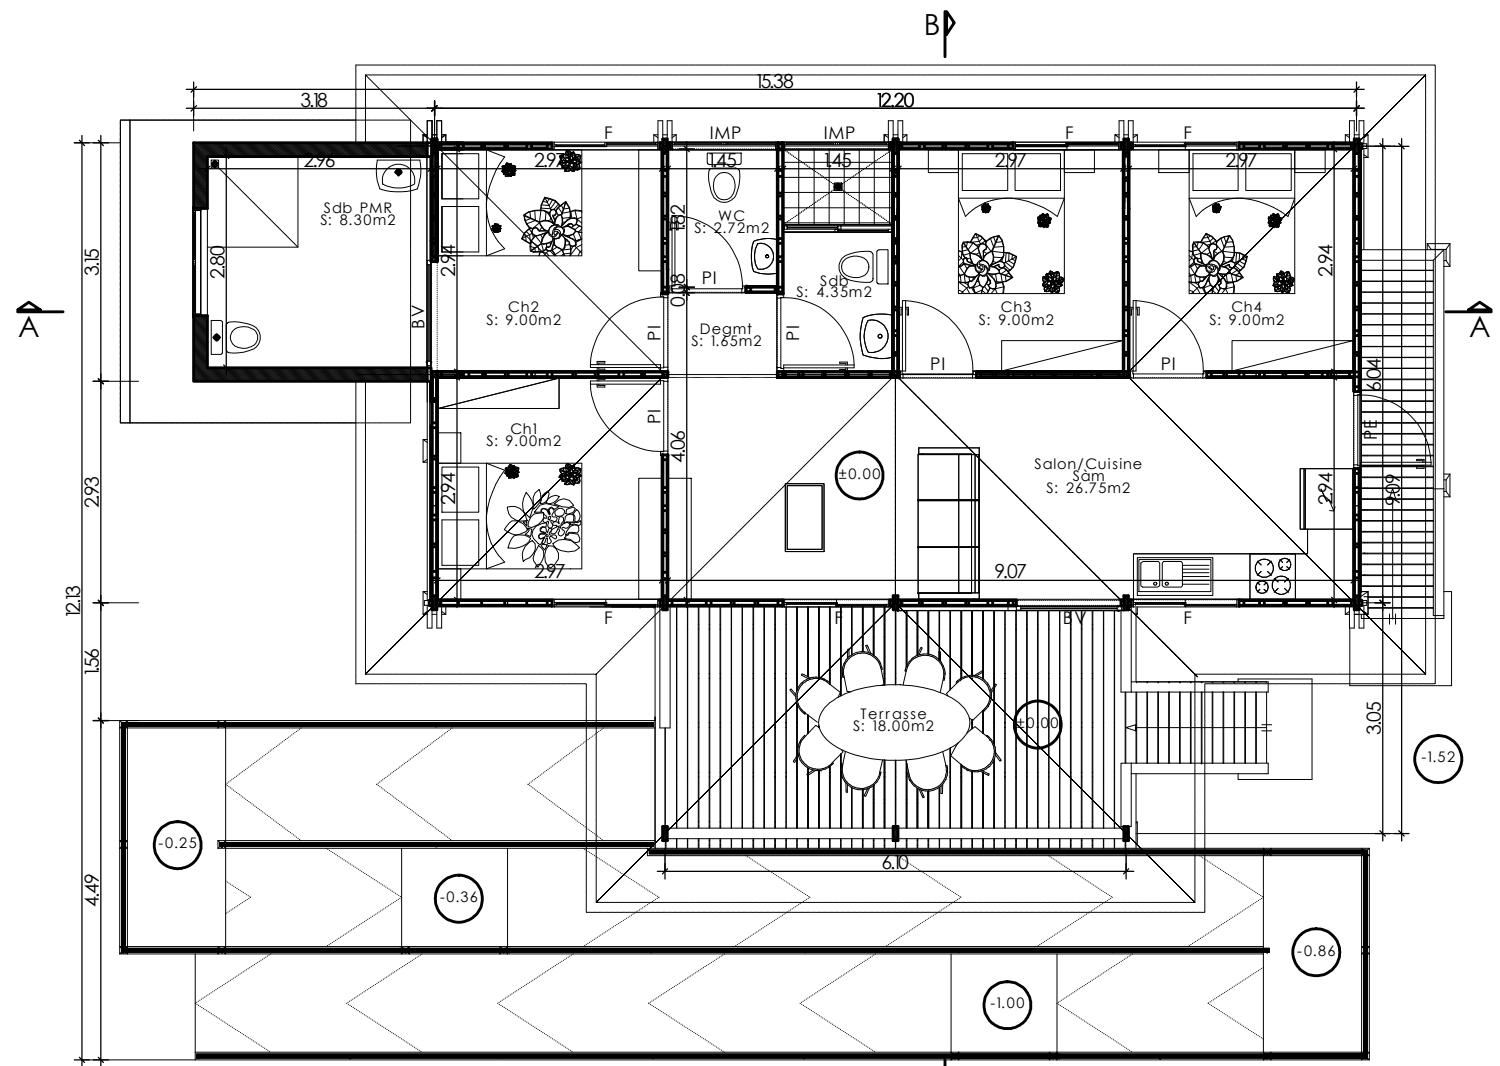 B
15.38
3.18
12.20
F
IMP
IMP
F
F
2.96
2.97
1.45
1.45
2.97
2.97
Sdb PMR
S: 8.30m2
WC
S: 2.72m2
1.82
3.15
2.80
2.94
2.94
PI
0.08
Sdb
S: 4.35m2
A
BV
Ch2
S: 9.00m2
PI
Degmt
S: 1.65m2
PI
Ch3
S: 9.00m2
Ch4
S: 9.00m2
A
PI
PI
6.04
PI
PE
Ch1
S: 9.00m2
4.06
±0.00
Salon/Cuisine
Sàm
S: 26.75m2
2.93
2.94
2.94
9.09
2.97
9.07
12.13
F
F
BV
F
1.56
Terrasse
S: 18.00m2
±0.00
3.05
-1.52
-0.25
6.10
4.49
-0.36
-0.86
-1.00